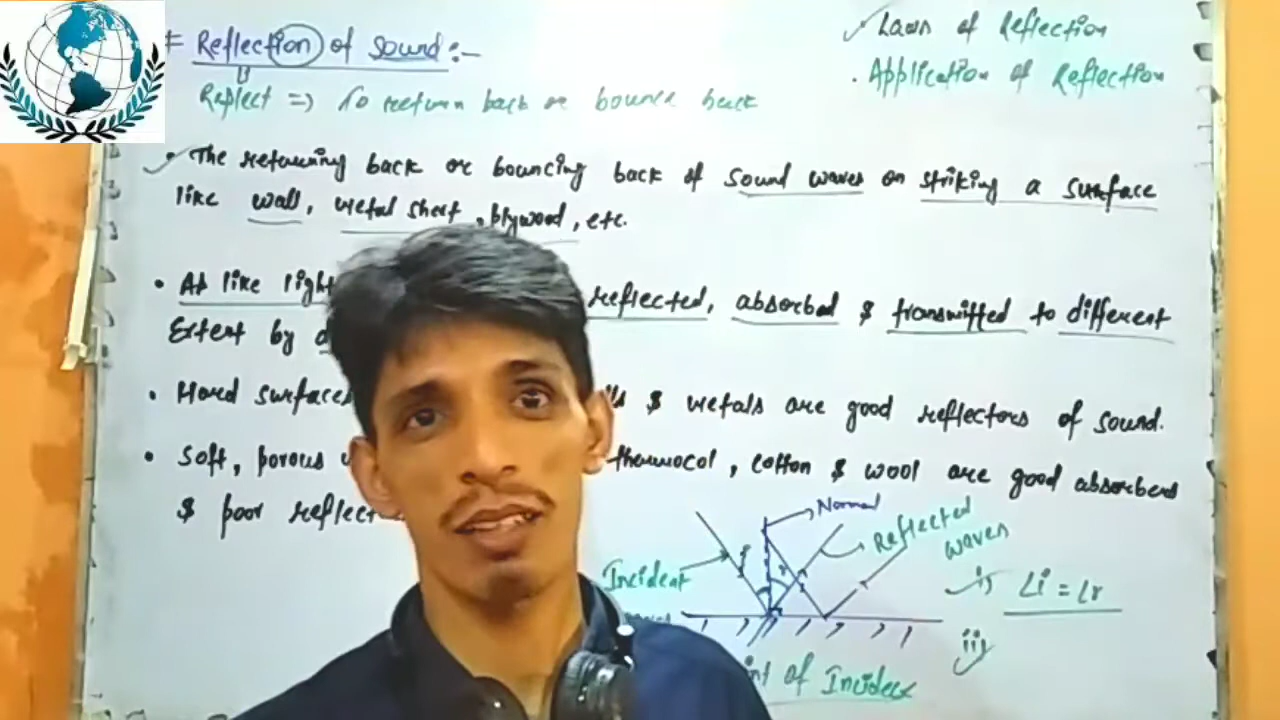 Reflection of sound :-
Reflect => To return back or bounce back
Laws of Reflection
Application of Reflection
The returning back or bouncing back of sound waves on striking a surface
like wall, metal sheet, plywood, etc.
As like light reflected, absorbed & transmitted to different
Extent by
Hard surfaces & metals are good reflectors of sound.
Soft, porous thermocol, cotton & wool are good absorbers
& poor reflect
Normal
Reflected
waves
Incident
i) ∠i = ∠r
ii)
of Incidence